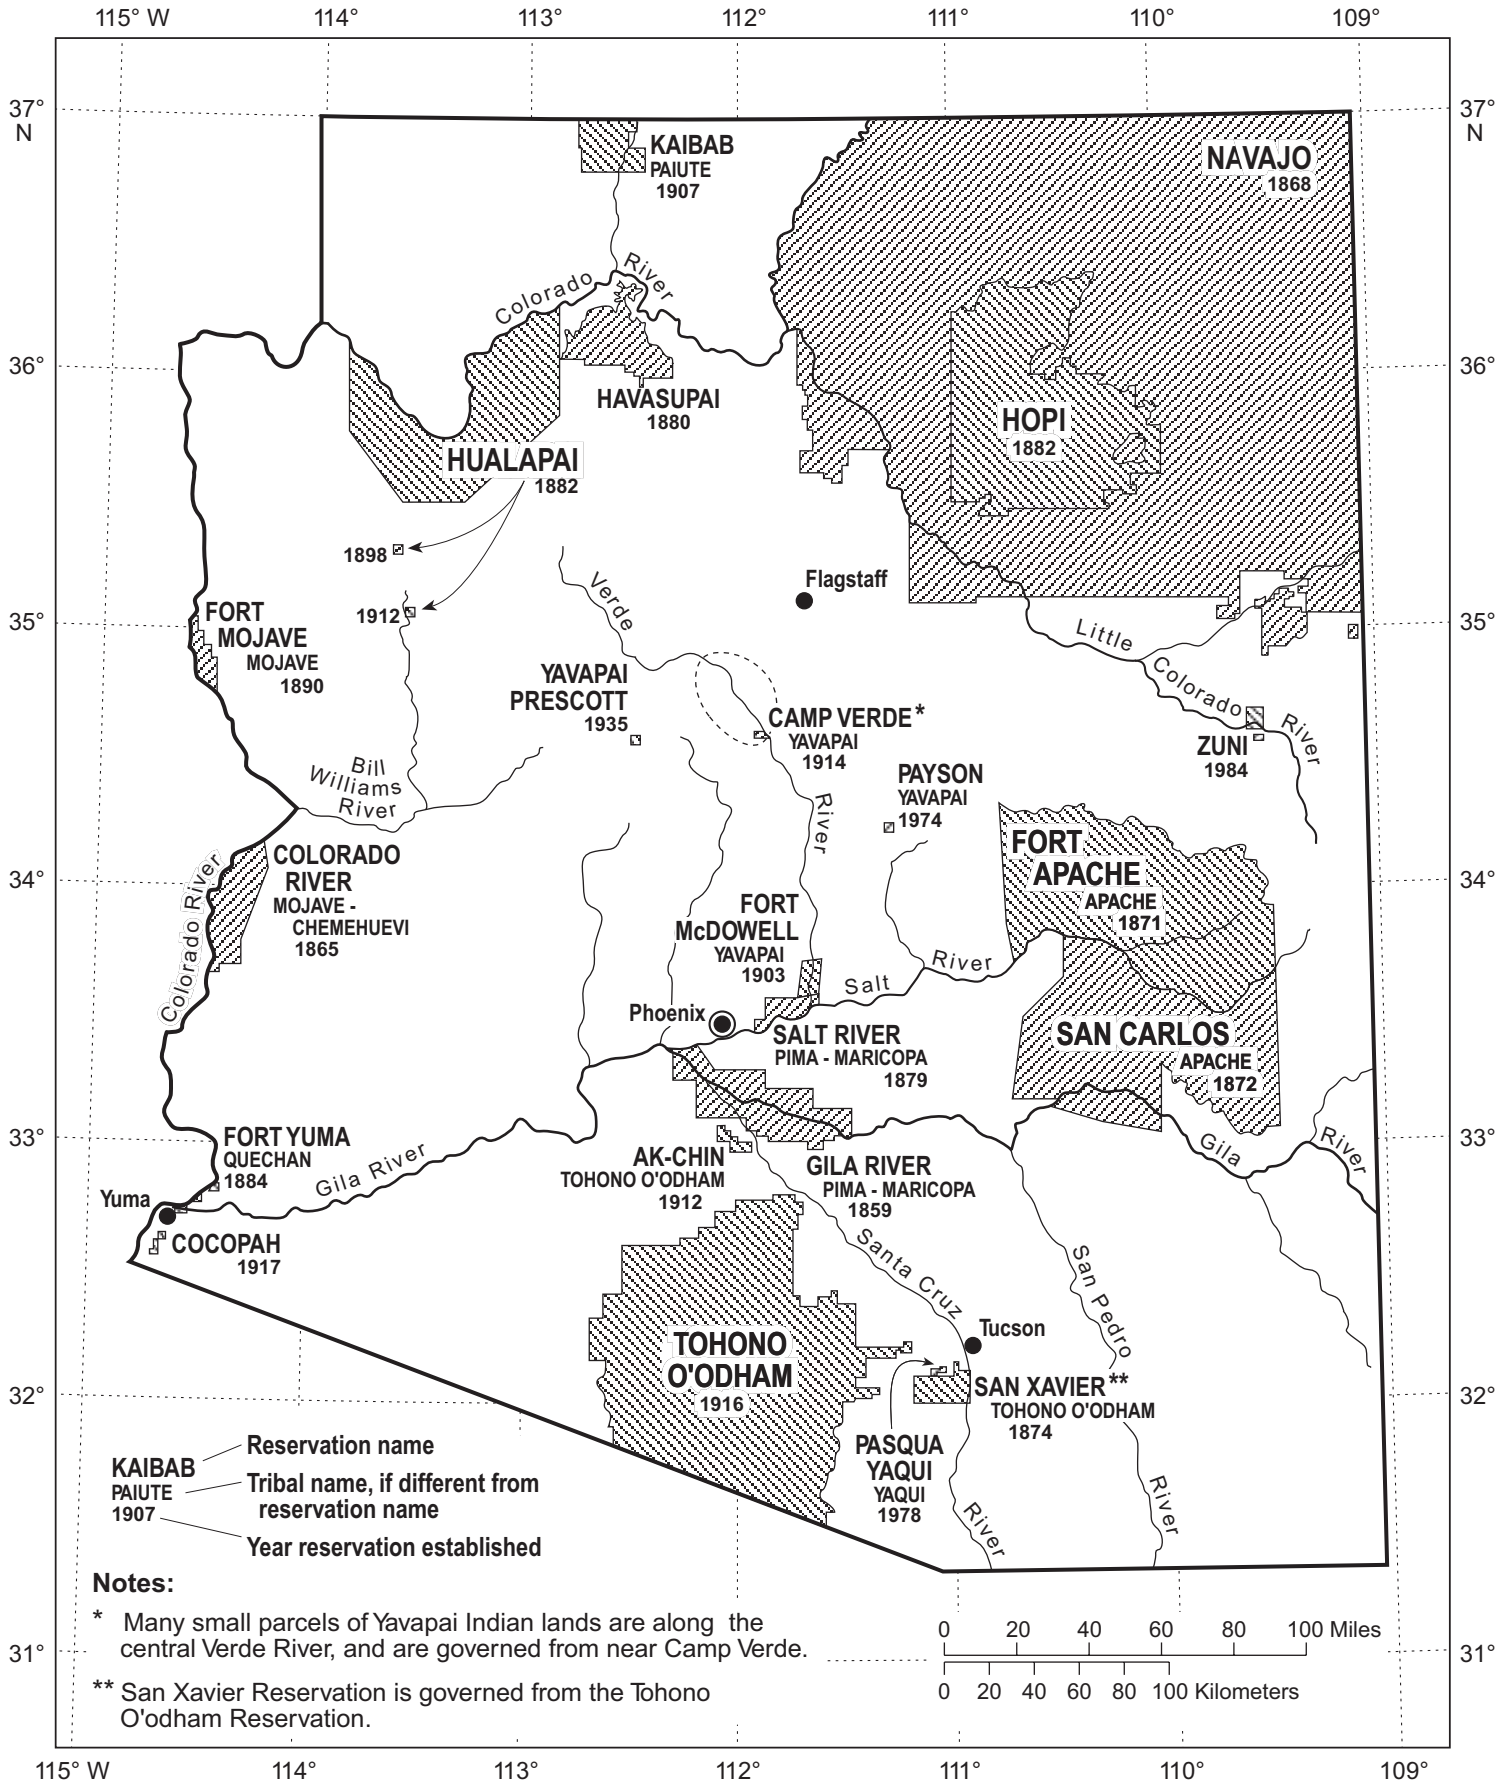 115° W 114° 113° 112° 111° 110° 109°
37°
N
37°
N
KAIBAB
PAIUTE
1907
NAVAJO
1868
Colorado River
36°
36°
HAVASUPAI
1880
HOPI
1882
HUALAPAI
1882
1898
1912
Verde
River
Flagstaff
35°
35°
FORT
MOJAVE
MOJAVE
1890
Little
Colorado
River
YAVAPAI
PRESCOTT
1935
CAMP VERDE*
YAVAPAI
1914
ZUNI
1984
Bill
Williams
River
PAYSON
YAVAPAI
1974
34°
34°
COLORADO
RIVER
MOJAVE -
CHEMEHUEVI
1865
Colorado River
FORT
APACHE
APACHE
1871
FORT
McDOWELL
YAVAPAI
1903
Salt River
Phoenix
SALT RIVER
PIMA - MARICOPA
1879
SAN CARLOS
APACHE
1872
33°
33°
FORT YUMA
QUECHAN
1884
Gila River
Gila River
AK-CHIN
TOHONO O'ODHAM
1912
GILA RIVER
PIMA - MARICOPA
1859
Yuma
COCOPAH
1917
Santa Cruz
River
San Pedro
River
Tucson
TOHONO
O'ODHAM
1916
32°
32°
SAN XAVIER**
TOHONO O'ODHAM
1874
PASQUA
YAQUI
YAQUI
1978
KAIBAB
PAIUTE
1907
Reservation name
Tribal name, if different from
reservation name
Year reservation established
Notes:
* Many small parcels of Yavapai Indian lands are along the
central Verde River, and are governed from near Camp Verde.
** San Xavier Reservation is governed from the Tohono
O'odham Reservation.
0 20 40 60 80 100 Miles
0 20 40 60 80 100 Kilometers
31°
31°
115° W 114° 113° 112° 111° 110° 109°